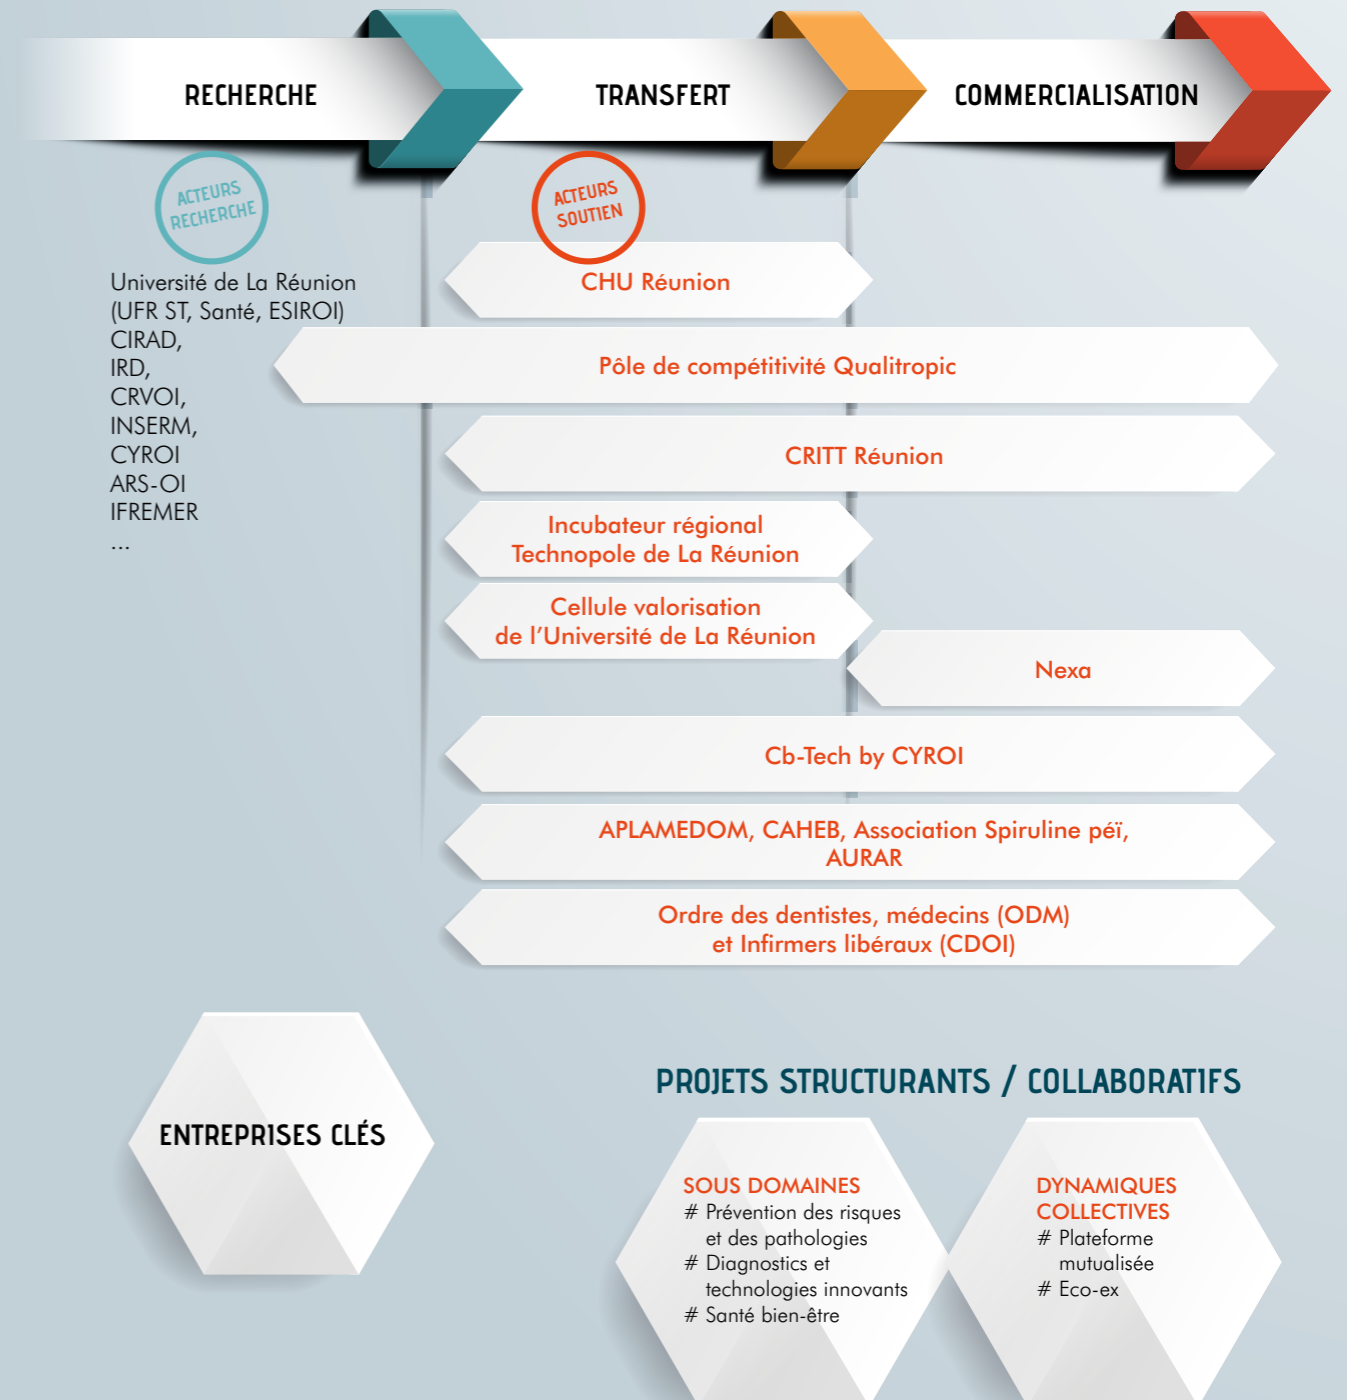 RECHERCHE
TRANSFERT
COMMERCIALISATION
ACTEURS
RECHERCHE
Université de La Réunion
(UFR ST, Santé, ESIROI)
CIRAD,
IRD,
CRVOI,
INSERM,
CYROI
ARS-OI
IFREMER
...
ACTEURS
SOUTIEN
CHU Réunion
Pôle de compétitivité Qualitropic
CRITT Réunion
Incubateur régional
Technopole de La Réunion
Cellule valorisation
de l’Université de La Réunion
Nexa
Cb-Tech by CYROI
APLAMEDOM, CAHEB, Association Spiruline péï,
AURAR
Ordre des dentistes, médecins (ODM)
et Infirmers libéraux (CDOI)
ENTREPRISES CLÉS
PROJETS STRUCTURANTS / COLLABORATIFS
SOUS DOMAINES
# Prévention des risques
et des pathologies
# Diagnostics et
technologies innovants
# Santé bien-être
DYNAMIQUES
COLLECTIVES
# Plateforme
mutualisée
# Eco-ex